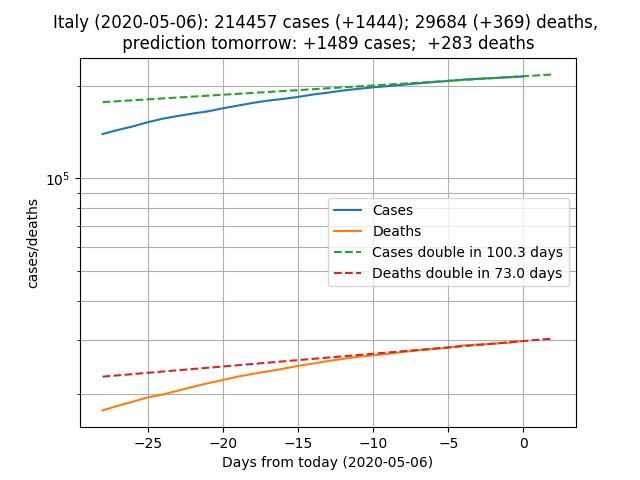 Italy (2020-05-06): 214457 cases (+1444); 29684 (+369) deaths,
prediction tomorrow: +1489 cases;  +283 deaths
10^5
cases/deaths
Cases
Deaths
Cases double in 100.3 days
Deaths double in 73.0 days
−25 −20 −15 −10 −5 0
Days from today (2020-05-06)